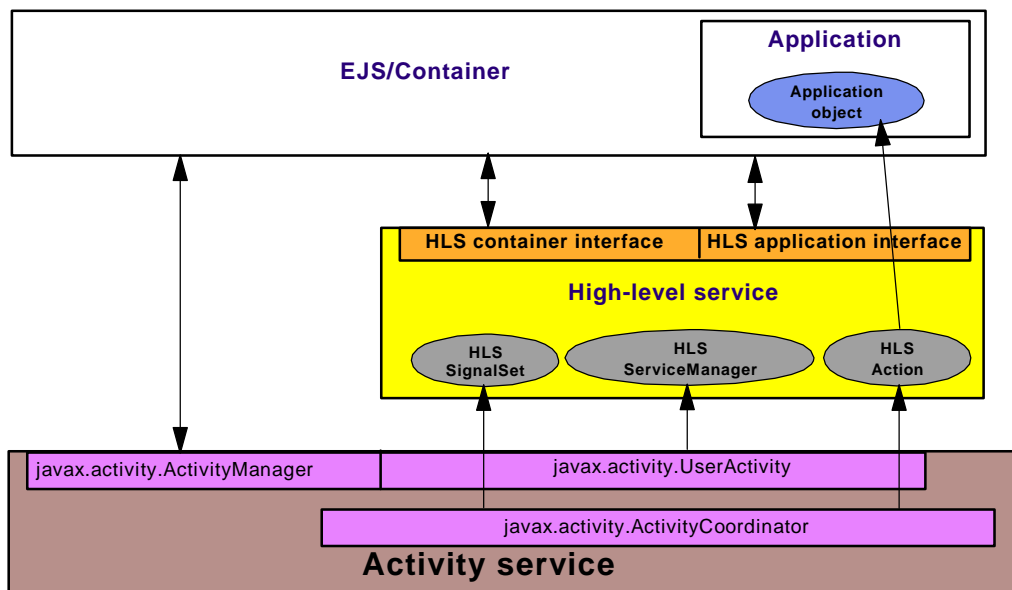 Application
EJS/Container
Application
object
HLS container interface
HLS application interface
High-level service
HLS
SignalSet
HLS
ServiceManager
HLS
Action
javax.activity.ActivityManager
javax.activity.UserActivity
javax.activity.ActivityCoordinator
Activity service